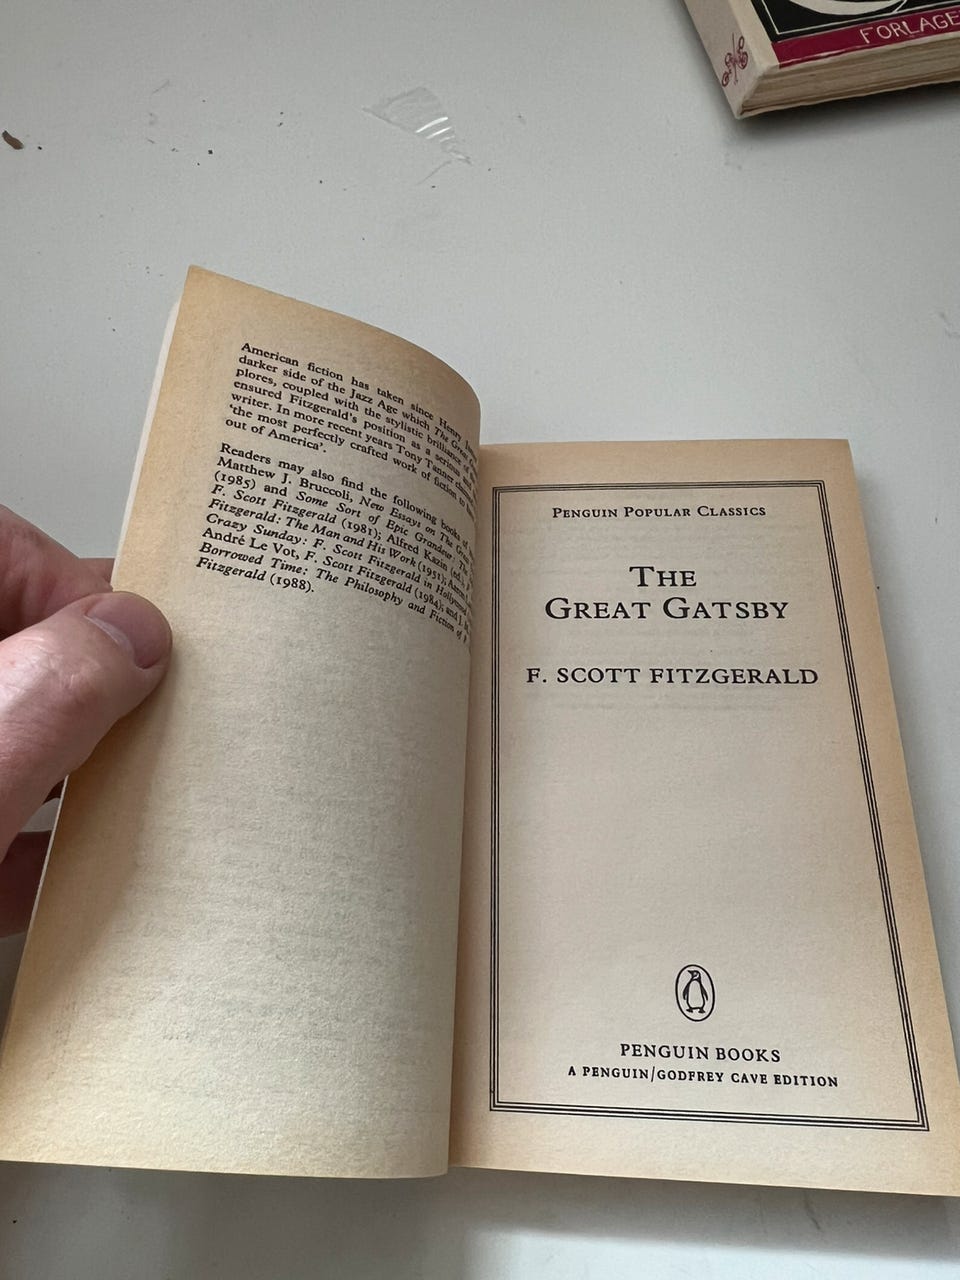 FORLAGE
American fiction has taken since Henry
darker side of the Jazz Age which The Great
plores, coupled with the stylistic brilliance of
ensured Fitzgerald's position as a serious
writer. In more recent years Tony Tanner
'the most perfectly crafted work of fiction to
out of America'.
Readers may also find the following books of
Matthew J. Bruccoli, New Essays on The
(1985) and Some Sort of Epic Grandeur: The
F. Scott Fitzgerald (1981); Alfred Kazin (ed.),
Fitzgerald: The Man and His Work (1951); Aaron
Crazy Sunday: F. Scott Fitzgerald in Hollywood
André Le Vot, F. Scott Fitzgerald (1984); and
Borrowed Time: The Philosophy and Fiction of
Fitzgerald (1988).
PENGUIN POPULAR CLASSICS
THE
GREAT GATSBY
F. SCOTT FITZGERALD
PENGUIN BOOKS
A PENGUIN/GODFREY CAVE EDITION